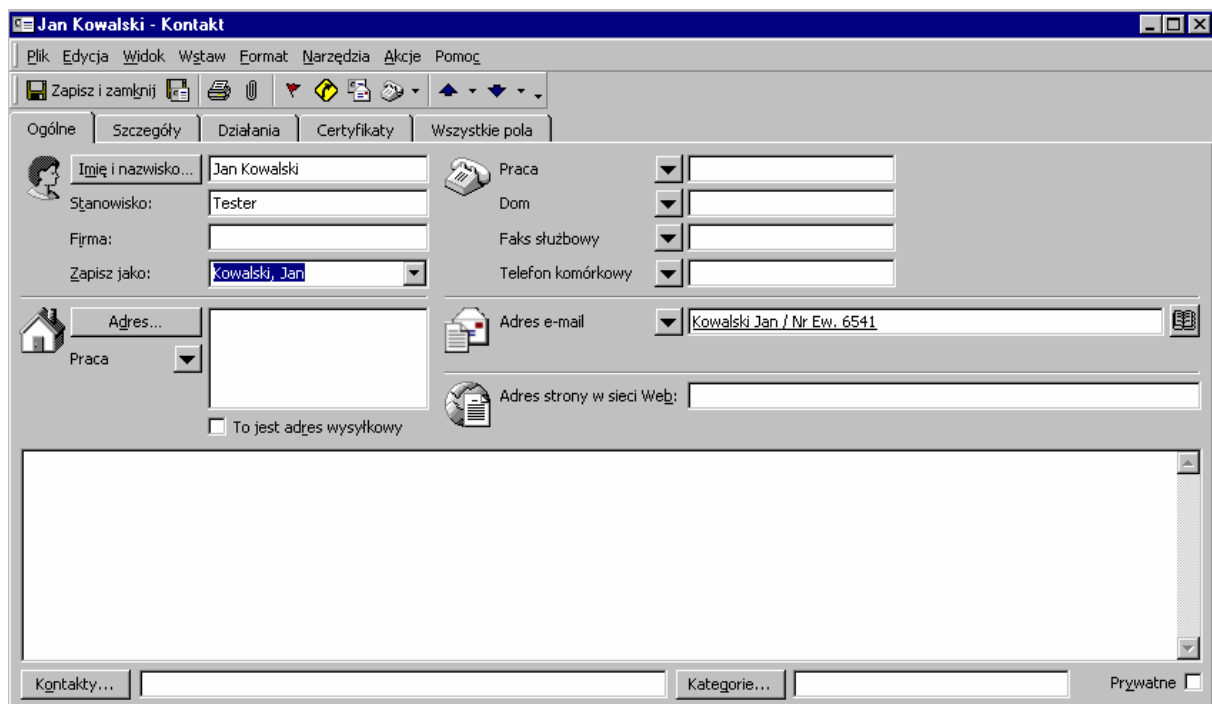 Jan Kowalski - Kontakt
Plik Edycja Widok Wstaw Format Narzędzia Akcje Pomoc
Zapisz i zamknij
Ogólne Szczegóły Działania Certyfikaty Wszystkie pola
Imię i nazwisko... Jan Kowalski
Stanowisko: Tester
Firma:
Zapisz jako: Kowalski, Jan
Praca
Dom
Faks służbowy
Telefon komórkowy
Adres...
Praca
To jest adres wysyłkowy
Adres e-mail Kowalski Jan / Nr Ew. 6541
Adres strony w sieci Web:
Kontakty... Kategorie... Prywatne